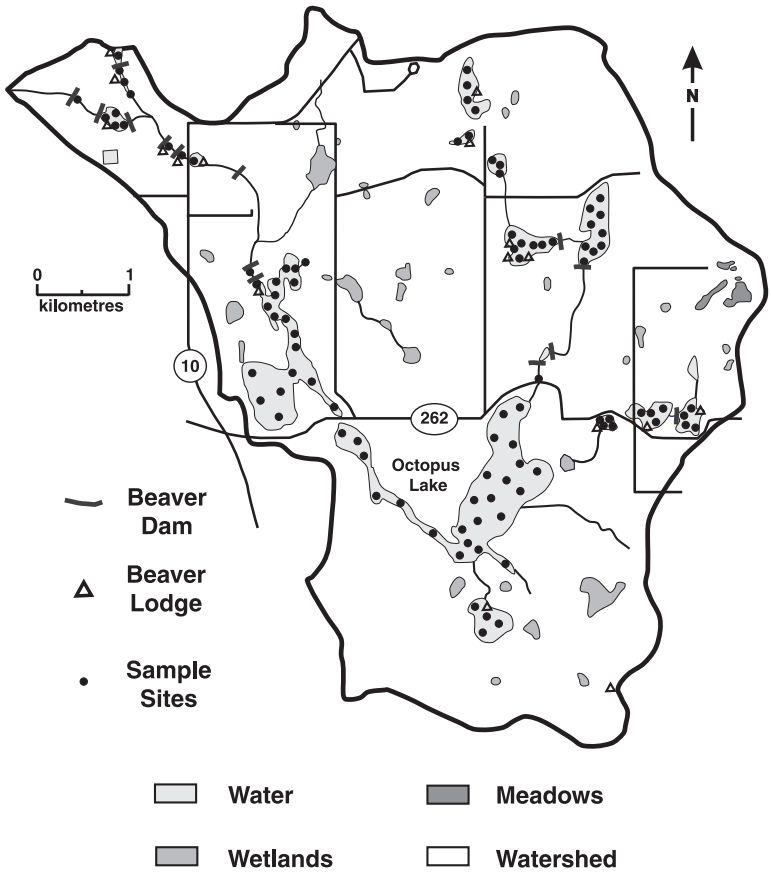 N
0
1
kilometres
10
262
Octopus
Lake
Beaver
Dam
Beaver
Lodge
Sample
Sites
Water
Meadows
Wetlands
Watershed